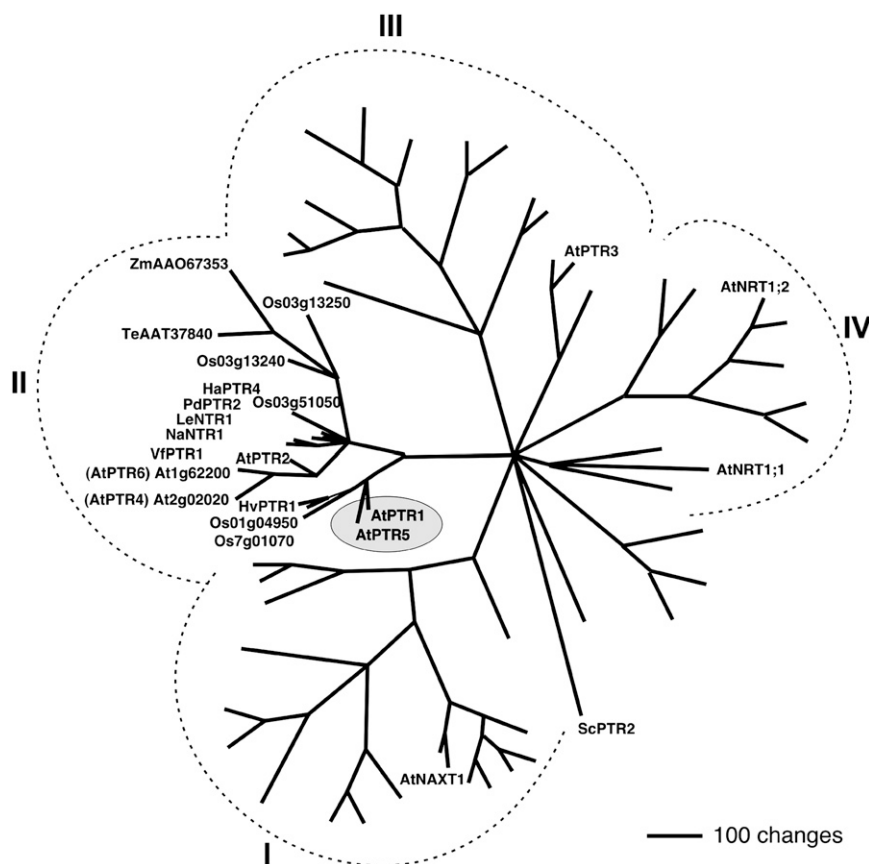 III
ZmAAO67353
AtPTR3
Os03g13250
AtNRT1;2
TeAAT37840
IV
Os03g13240
II
HaPTR4
PdPTR2 Os03g51050
LeNTR1
NaNTR1
VfPTR1 AtPTR2
(AtPTR6) At1g62200
AtNRT1;1
(AtPTR4) At2g02020
HvPTR1
AtPTR1
Os01g04950
AtPTR5
Os7g01070
ScPTR2
AtNAXT1
100 changes
I